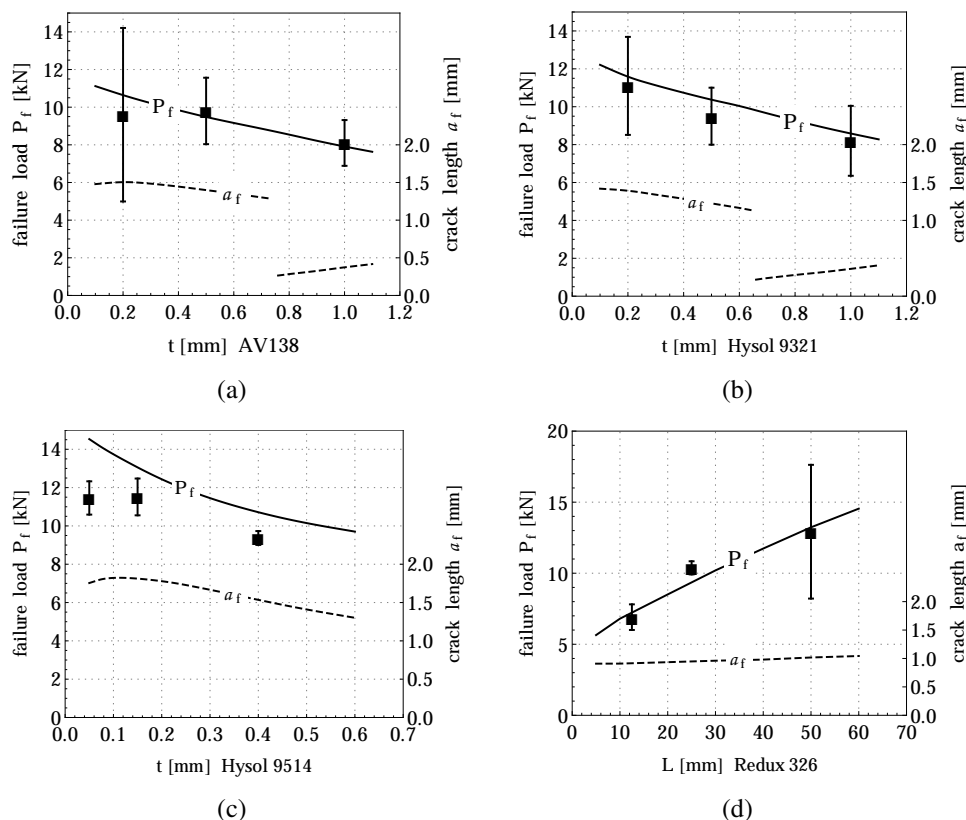 failure load P_f [kN]
14
12
10
8
6
4
2
0
P_f
a_f
2.0
1.5
1.0
0.5
0.0
crack length a_f [mm]
0.0 0.2 0.4 0.6 0.8 1.0 1.2
t [mm] AV138
(a)
failure load P_f [kN]
14
12
10
8
6
4
2
0
P_f
a_f
2.0
1.5
1.0
0.5
0.0
crack length a_f [mm]
0.0 0.2 0.4 0.6 0.8 1.0 1.2
t [mm] Hysol 9321
(b)
failure load P_f [kN]
14
12
10
8
6
4
2
0
P_f
a_f
2.0
1.5
1.0
0.5
0.0
crack length a_f [mm]
0.0 0.1 0.2 0.3 0.4 0.5 0.6 0.7
t [mm] Hysol 9514
(c)
failure load P_f [kN]
20
15
10
5
0
P_f
a_f
2.0
1.5
1.0
0.5
0.0
crack length a_f [mm]
0 10 20 30 40 50 60 70
L [mm] Redux 326
(d)